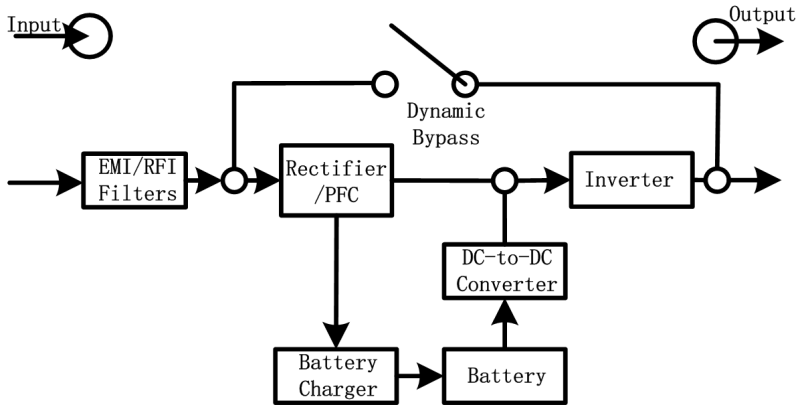 Input
Output
Dynamic
Bypass
EMI/RFI
Filters
Rectifier
/PFC
Inverter
DC-to-DC
Converter
Battery
Charger
Battery